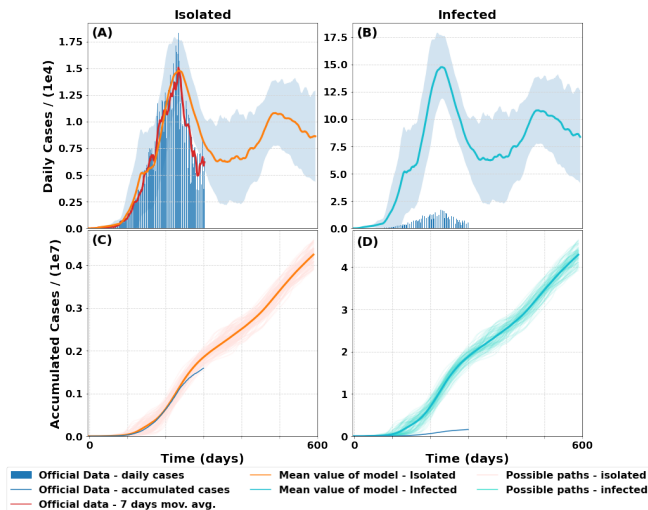 Isolated
Infected
(A)
(B)
Daily Cases / (1e4)
1.75
1.5
1.25
1.0
0.75
0.5
0.25
0.0
17.5
15.0
12.5
10.0
7.5
5.0
2.5
0.0
(C)
(D)
Accumulated Cases / (1e7)
0.4
0.3
0.2
0.1
0.0
4
3
2
1
0
0
600
0
600
Time (days)
Time (days)
Official Data - daily cases
Official Data - accumulated cases
Official data - 7 days mov. avg.
Mean value of model - Isolated
Mean value of model - Infected
Possible paths - isolated
Possible paths - infected